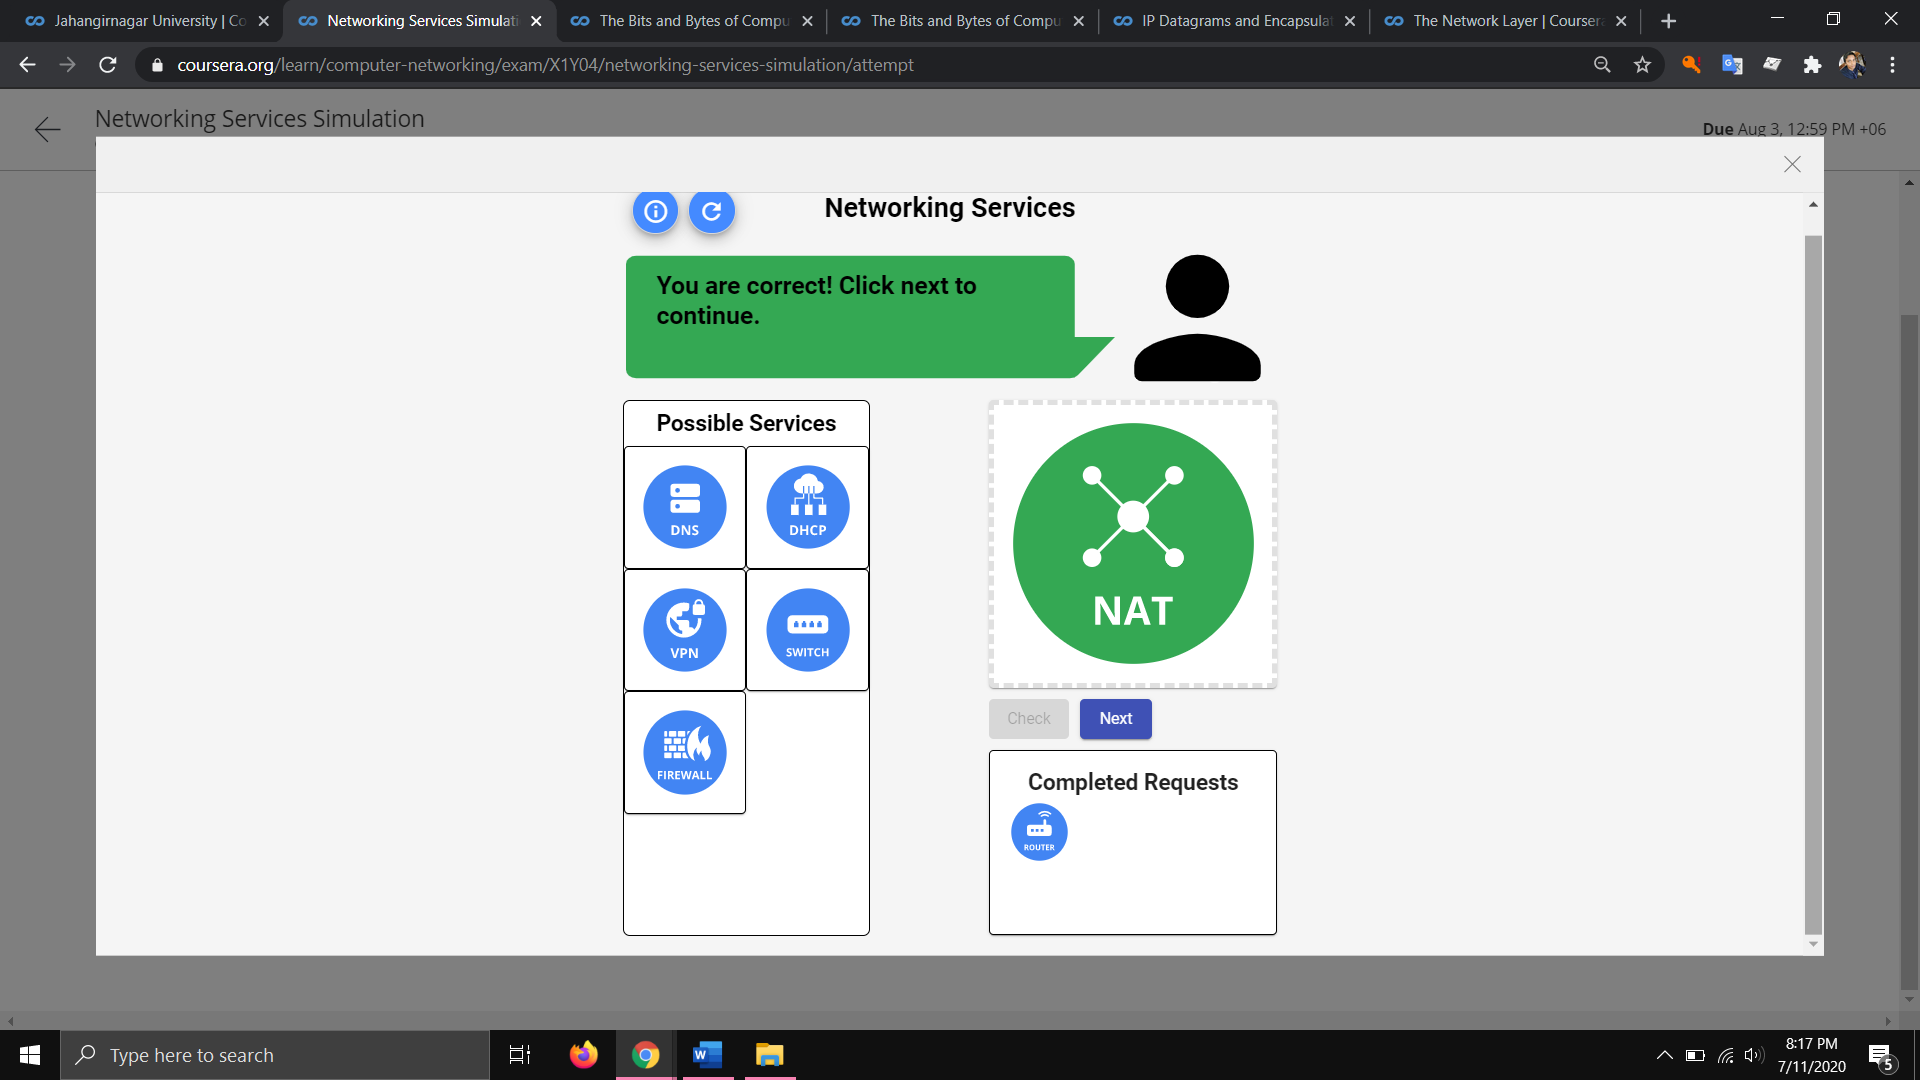 Jahangirnagar University | Co
Networking Services Simulati
The Bits and Bytes of Compu
The Bits and Bytes of Compu
IP Datagrams and Encapsulat
The Network Layer | Coursera
coursera.org/learn/computer-networking/exam/X1Y04/networking-services-simulation/attempt
Networking Services Simulation
Due Aug 3, 12:59 PM +06
Networking Services
You are correct! Click next to
continue.
Possible Services
DNS
DHCP
VPN
SWITCH
FIREWALL
NAT
Check
Next
Completed Requests
ROUTER
Type here to search
8:17 PM
7/11/2020
5